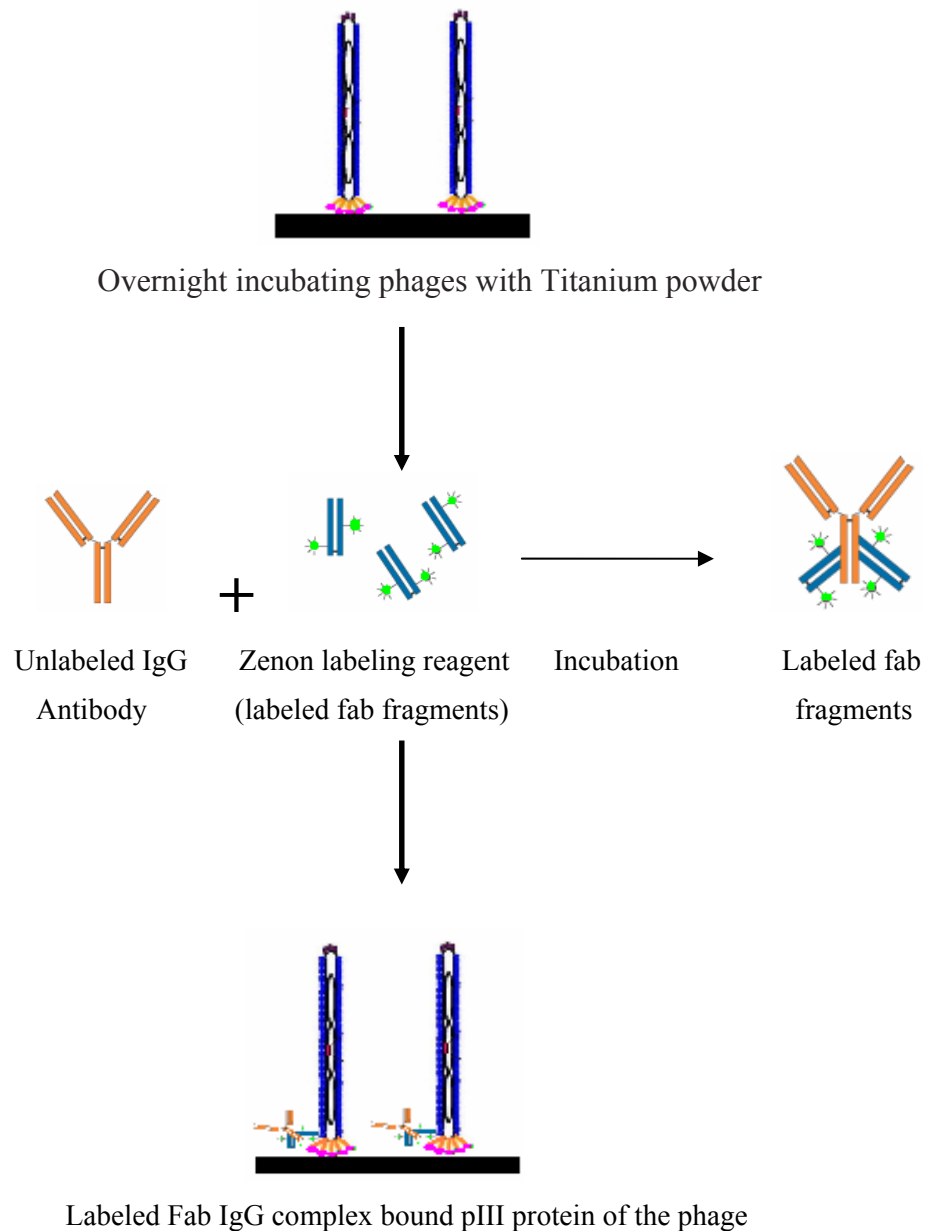 Overnight incubating phages with Titanium powder
+
Unlabeled IgG
Antibody
Zenon labeling reagent
(labeled fab fragments)
Incubation
Labeled fab
fragments
Labeled Fab IgG complex bound pIII protein of the phage